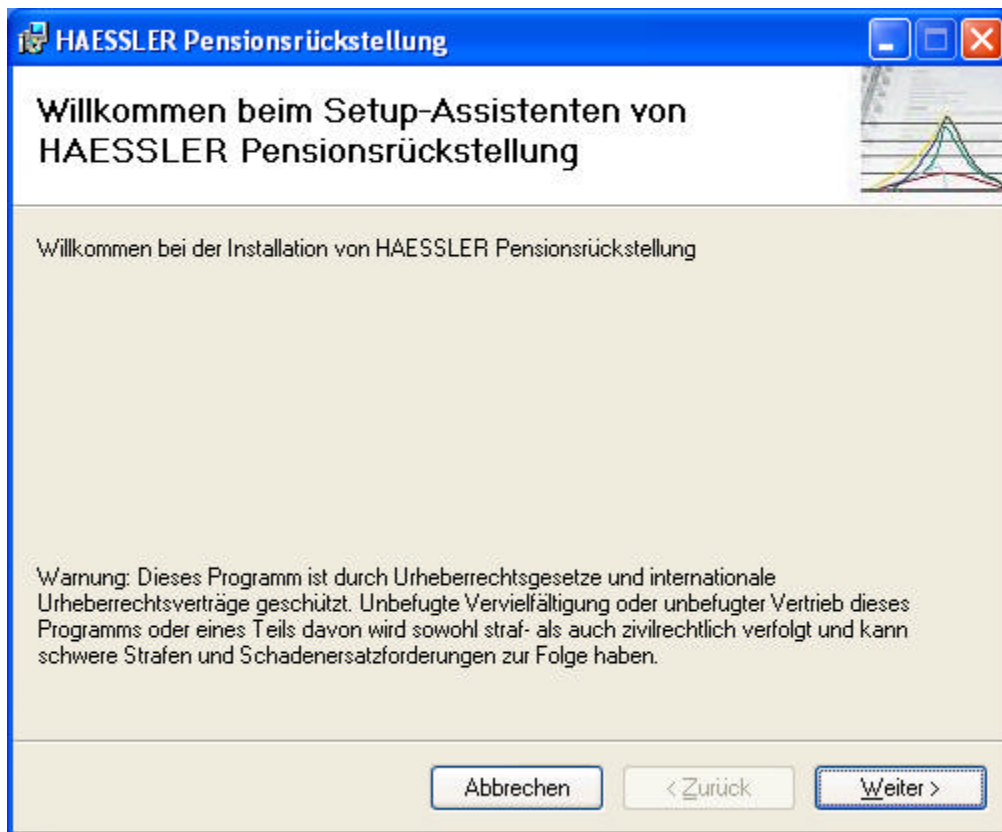 HAESSLER Pensionsrückstellung
Willkommen beim Setup-Assistenten von
HAESSLER Pensionsrückstellung
Willkommen bei der Installation von HAESSLER Pensionsrückstellung
Warnung: Dieses Programm ist durch Urheberrechtsgesetze und internationale
Urheberrechtsverträge geschützt. Unbefugte Vervielfältigung oder unbefugter Vertrieb dieses
Programms oder eines Teils davon wird sowohl straf- als auch zivilrechtlich verfolgt und kann
schwere Strafen und Schadenersatzforderungen zur Folge haben.
Abbrechen
< Zurück
Weiter >